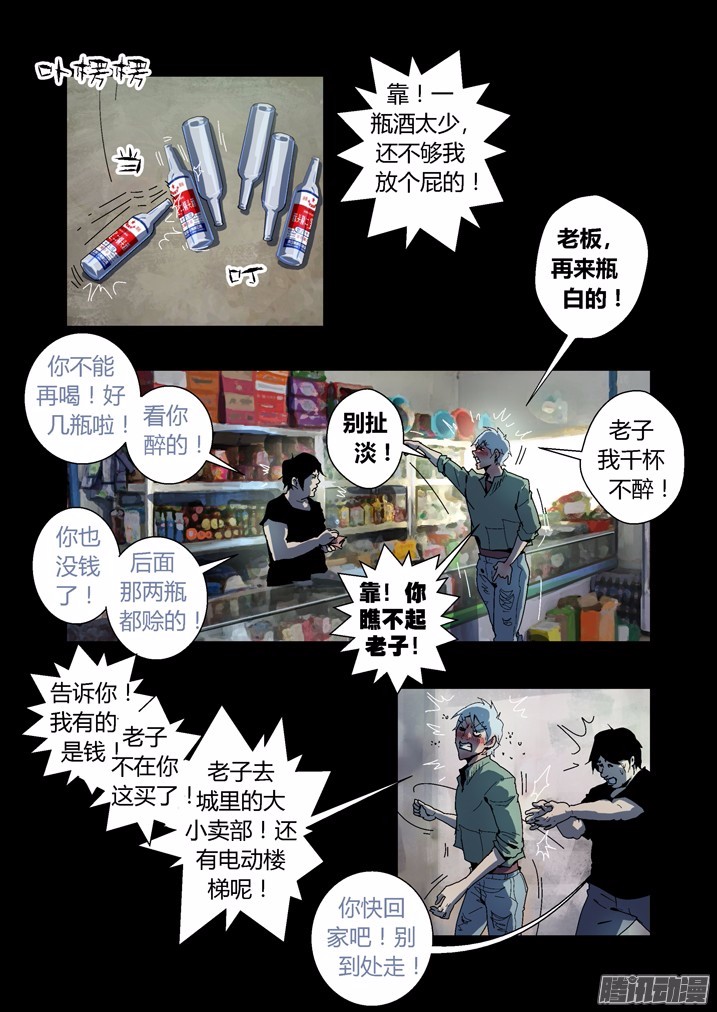 卟楞楞
当
叮
靠！一
瓶酒太少，
还不够我
放个屁的！
老板，
再来瓶
白的！
你不能
再喝！好
几瓶啦！
看你
醉的！
别扯
淡！
老子
我千杯
不醉！
你也
没钱
了！
后面
那两瓶
都赊的！
靠！你
瞧不起
老子！
告诉你！
我有的
是钱！
老子
不在你
这买了！
老子去
城里的大
小卖部！还
有电动楼
梯呢！
你快回
家吧！别
到处走！
腾讯动漫